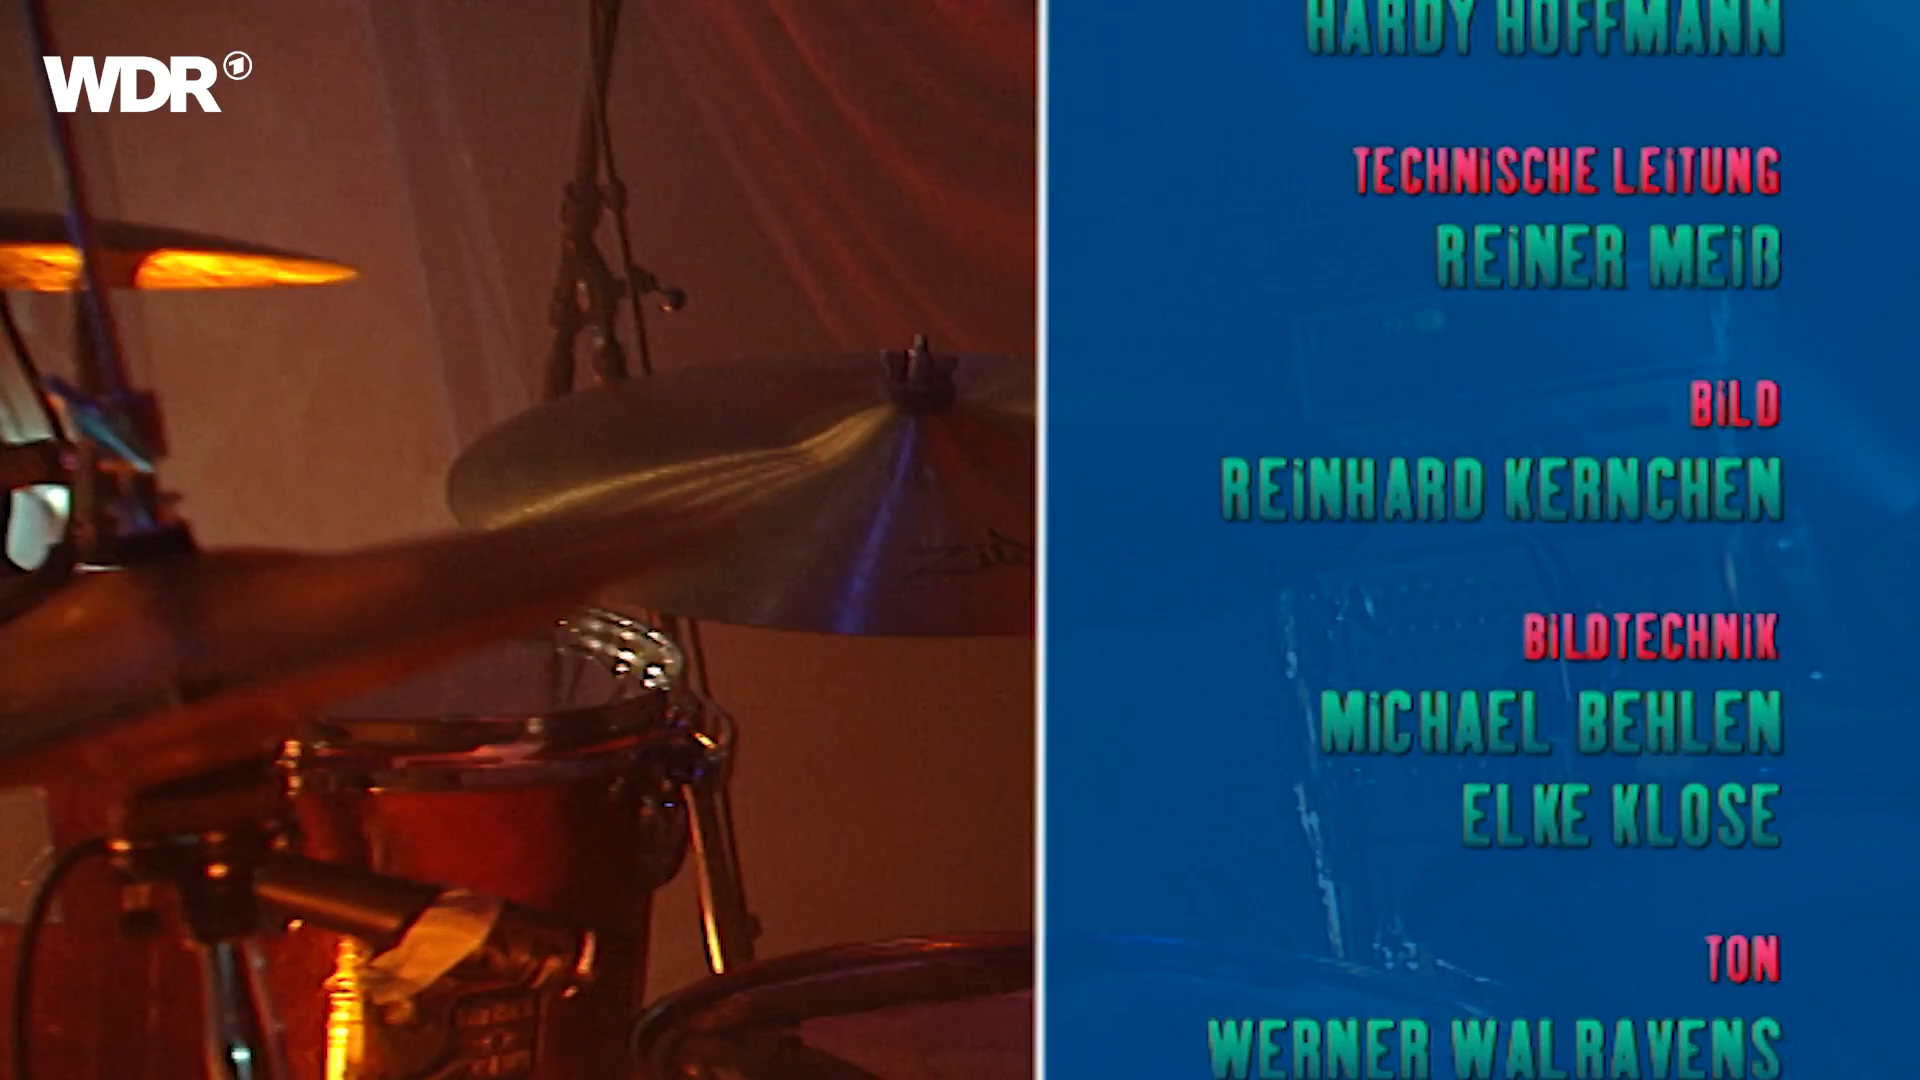 WDR
HARDY HOFFMANN
TECHNiSCHE LEiTUNG
REiNER MEiß
BiLD
REiNHARD KERNCHEN
BiLDTECHNiK
MiCHAEL BEHLEN
ELKE KLOSE
TON
WERNER WALRAVENS